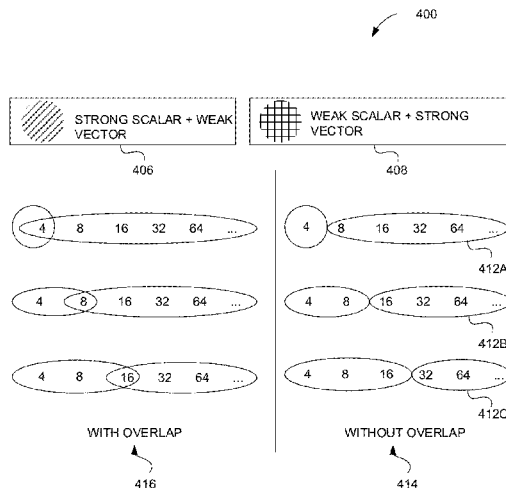 400
STRONG SCALAR + WEAK
VECTOR
WEAK SCALAR + STRONG
VECTOR
406
408
4 8 16 32 64 ...
4 8 16 32 64 ...
412A
4 8 16 32 64 ...
4 8 16 32 64 ...
412B
4 8 16 32 64 ...
4 8 16 32 64 ...
412C
WITH OVERLAP
WITHOUT OVERLAP
416
414